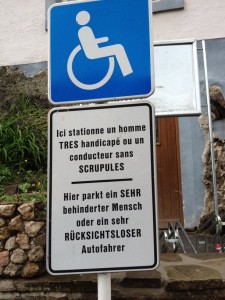 Ici stationne un homme
TRES handicapé ou un
conducteur sans
SCRUPULES
Hier parkt ein SEHR
behinderter Mensch
oder ein sehr
RÜCKSICHTSLOSER
Autofahrer